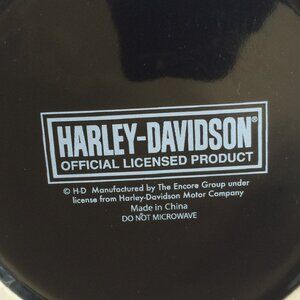 HARLEY-DAVIDSON®
OFFICIAL LICENSED PRODUCT
© H-D Manufactured by The Encore Group under
license from Harley-Davidson Motor Company
Made in China
DO NOT MICROWAVE